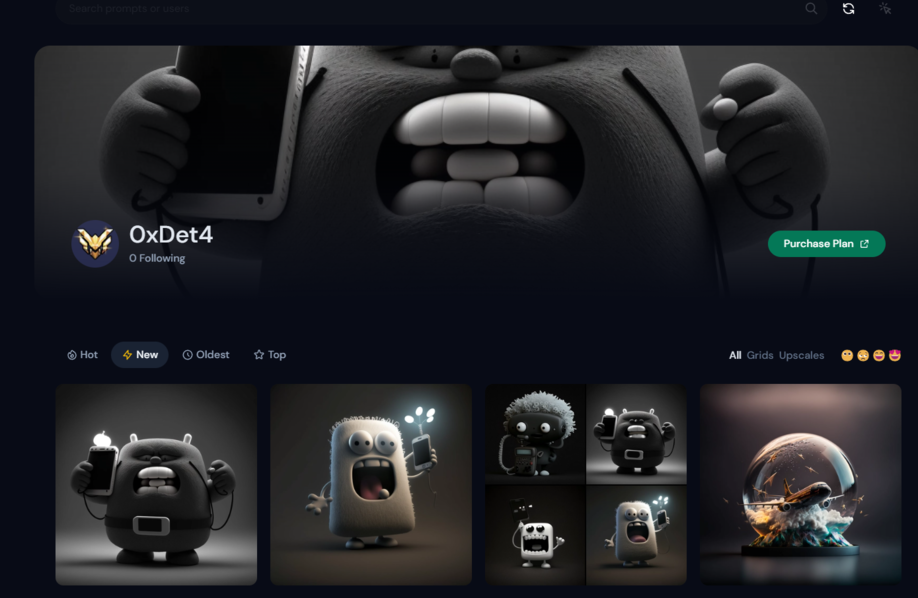 Search prompts or users
0xDet4
0 Following
Purchase Plan
Hot New Oldest Top
All Grids Upscales